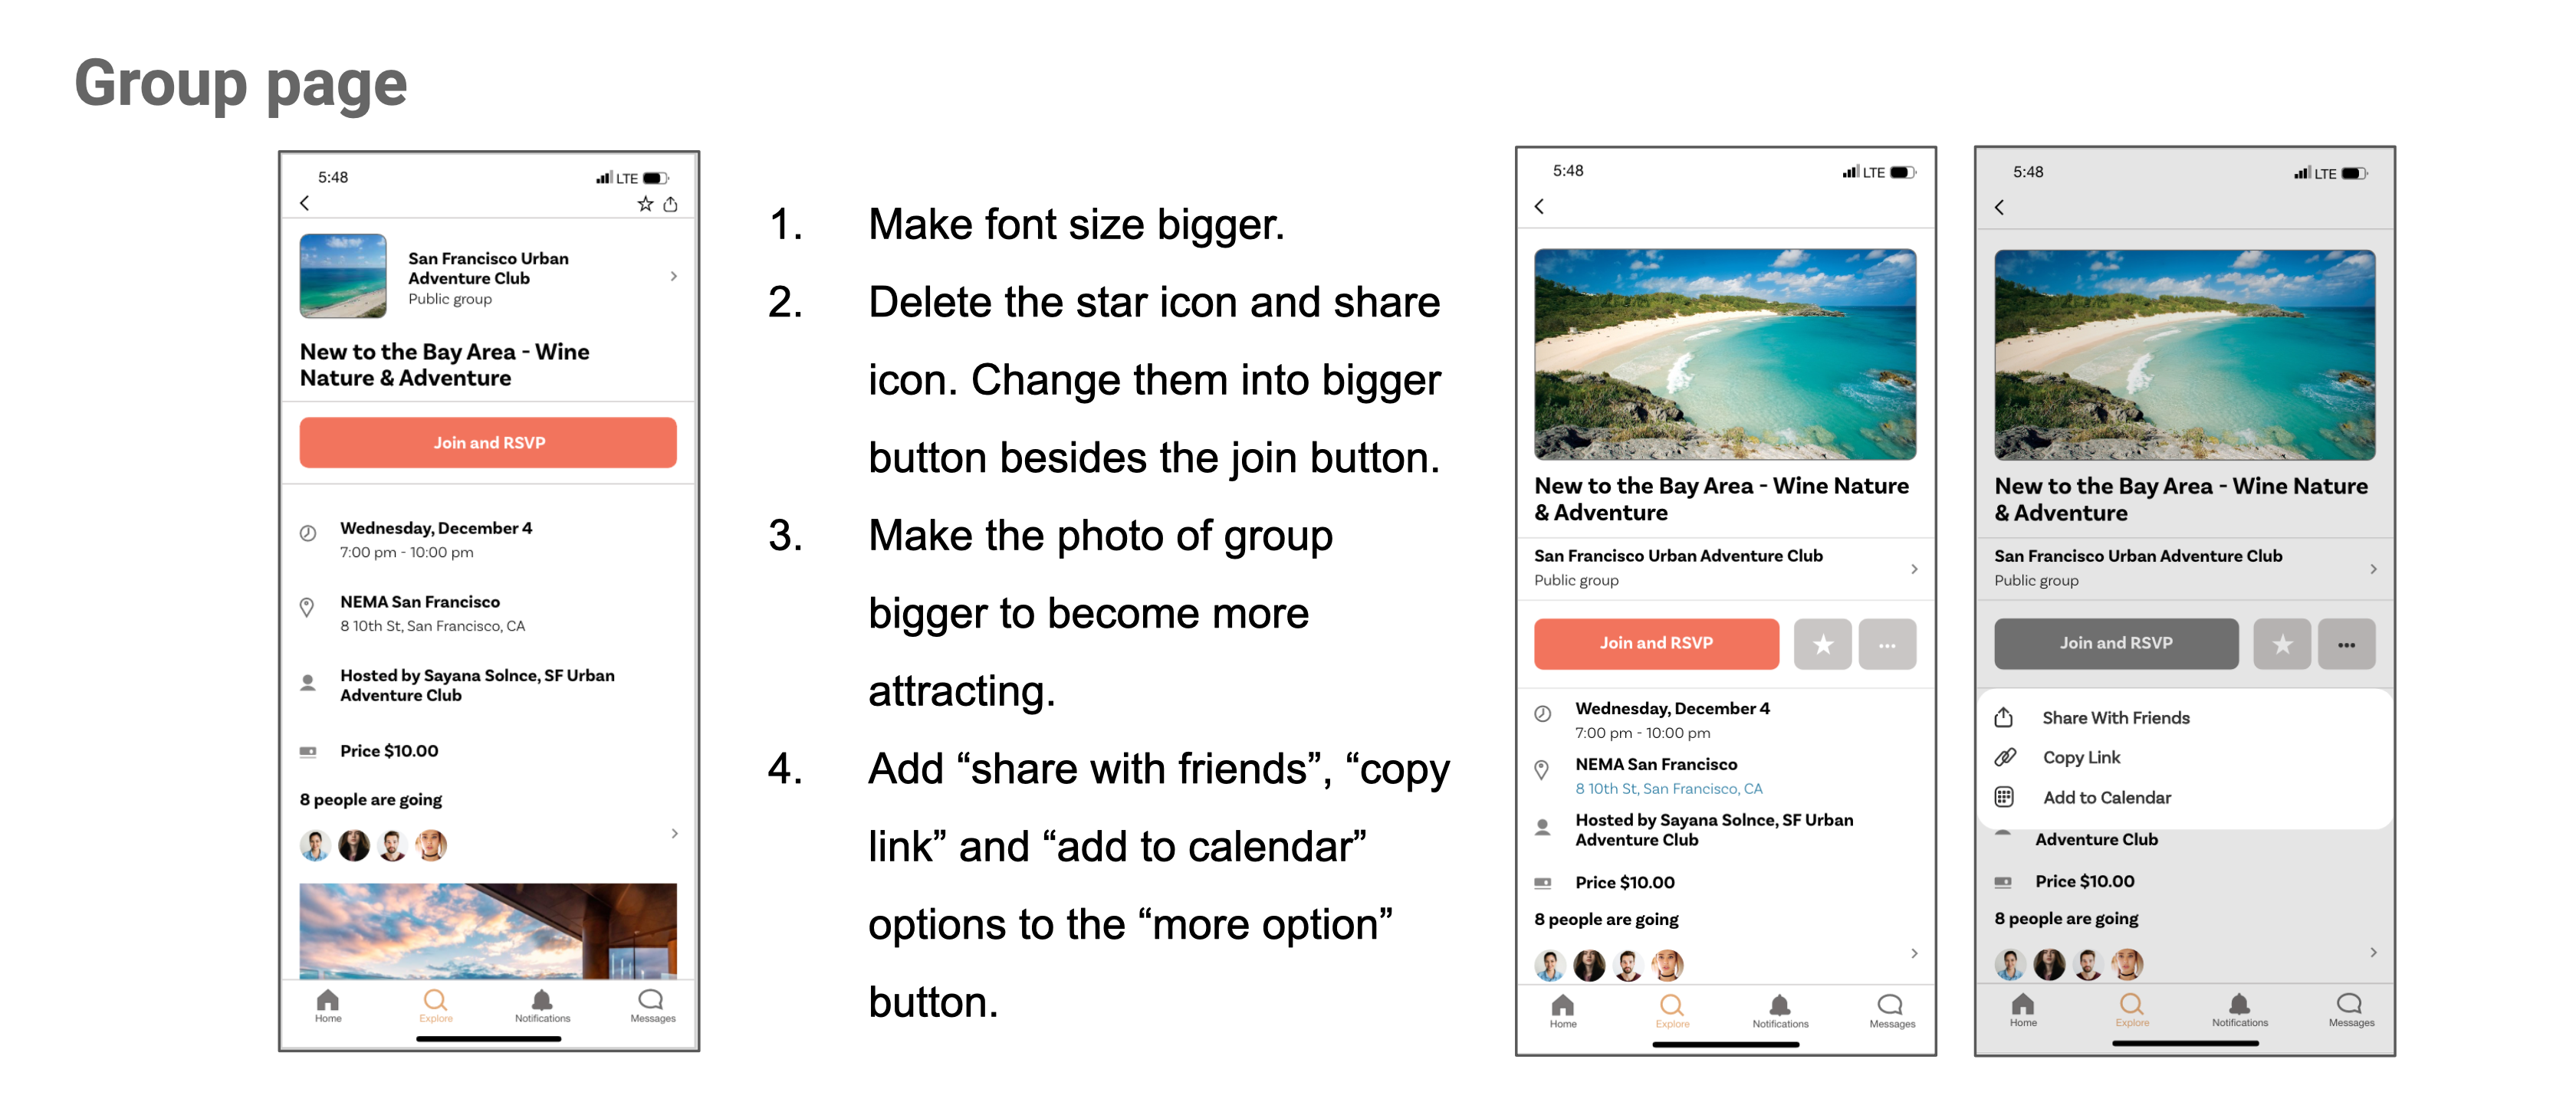 Group page
5:48
LTE
San Francisco Urban
Adventure Club
Public group
New to the Bay Area - Wine
Nature & Adventure
Join and RSVP
Wednesday, December 4
7:00 pm - 10:00 pm
NEMA San Francisco
8 10th St, San Francisco, CA
Hosted by Sayana Solnce, SF Urban
Adventure Club
Price $10.00
8 people are going
Home Explore Notifications Messages
1. Make font size bigger.
2. Delete the star icon and share
icon. Change them into bigger
button besides the join button.
3. Make the photo of group
bigger to become more
attracting.
4. Add “share with friends”, “copy
link” and “add to calendar”
options to the “more option”
button.
5:48
LTE
New to the Bay Area - Wine Nature
& Adventure
San Francisco Urban Adventure Club
Public group
Join and RSVP
Wednesday, December 4
7:00 pm - 10:00 pm
NEMA San Francisco
8 10th St, San Francisco, CA
Hosted by Sayana Solnce, SF Urban
Adventure Club
Price $10.00
8 people are going
Home Explore Notifications Messages
5:48
LTE
New to the Bay Area - Wine Nature
& Adventure
San Francisco Urban Adventure Club
Public group
Join and RSVP
Share With Friends
Copy Link
Add to Calendar
Adventure Club
Price $10.00
8 people are going
Home Explore Notifications Messages